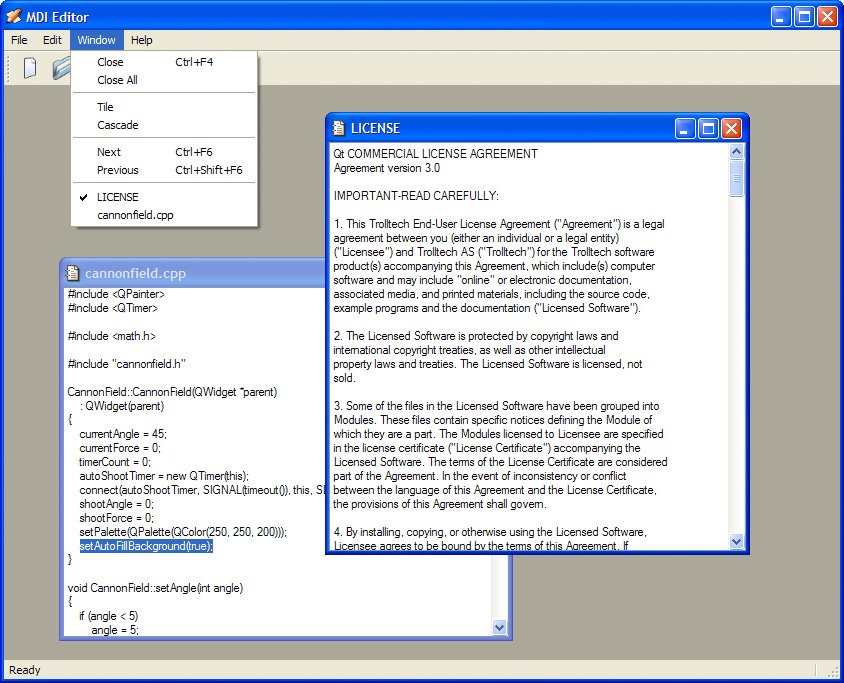 MDI Editor
File Edit Window Help
Close Ctrl+F4
Close All
Tile
Cascade
Next Ctrl+F6
Previous Ctrl+Shift+F6
LICENSE
cannonfield.cpp
LICENSE
Qt COMMERCIAL LICENSE AGREEMENT
Agreement version 3.0
IMPORTANT-READ CAREFULLY:
1. This Trolltech End-User License Agreement ("Agreement") is a legal
agreement between you (either an individual or a legal entity)
("Licensee") and Trolltech AS ("Trolltech") for the Trolltech software
product(s) accompanying this Agreement, which include(s) computer
software and may include "online" or electronic documentation,
associated media, and printed materials, including the source code,
example programs and the documentation ("Licensed Software").
2. The Licensed Software is protected by copyright laws and
international copyright treaties, as well as other intellectual
property laws and treaties. The Licensed Software is licensed, not
sold.
3. Some of the files in the Licensed Software have been grouped into
Modules. These files contain specific notices defining the Module of
which they are a part. The Modules licensed to Licensee are specified
in the license certificate ("License Certificate") accompanying the
Licensed Software. The terms of the License Certificate are considered
part of the Agreement. In the event of inconsistency or conflict
between the language of this Agreement and the License Certificate,
the provisions of this Agreement shall govern.
4. By installing, copying, or otherwise using the Licensed Software,
Licensee agrees to be bound by the terms of this Agreement. If
cannonfield.cpp
#include <QPainter>
#include <QTimer>
#include <math.h>
#include "cannonfield.h"
CannonField::CannonField(QWidget *parent)
: QWidget(parent)
{
currentAngle = 45;
currentForce = 0;
timerCount = 0;
autoShootTimer = new QTimer(this);
connect(autoShootTimer, SIGNAL(timeout()), this, SL
shootAngle = 0;
shootForce = 0;
setPalette(QPalette(QColor(250, 250, 200)));
setAutoFillBackground(true);
}
void CannonField::setAngle(int angle)
{
if (angle < 5)
angle = 5;
Ready